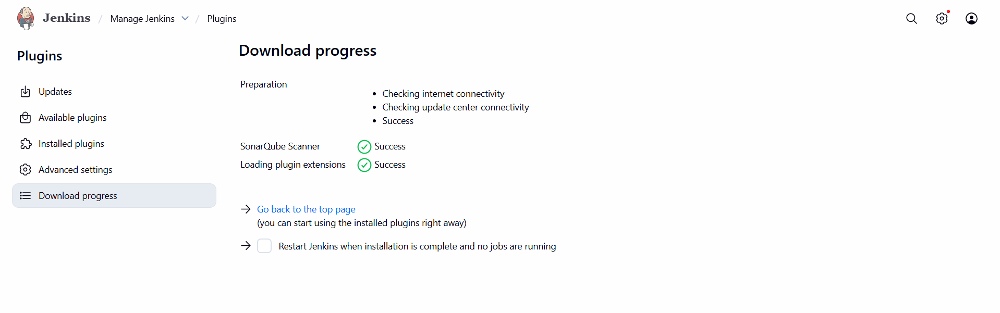 Jenkins / Manage Jenkins / Plugins
Plugins
Updates
Available plugins
Installed plugins
Advanced settings
Download progress
Download progress
Preparation
• Checking internet connectivity
• Checking update center connectivity
• Success
SonarQube Scanner Success
Loading plugin extensions Success
→ Go back to the top page
(you can start using the installed plugins right away)
→ Restart Jenkins when installation is complete and no jobs are running